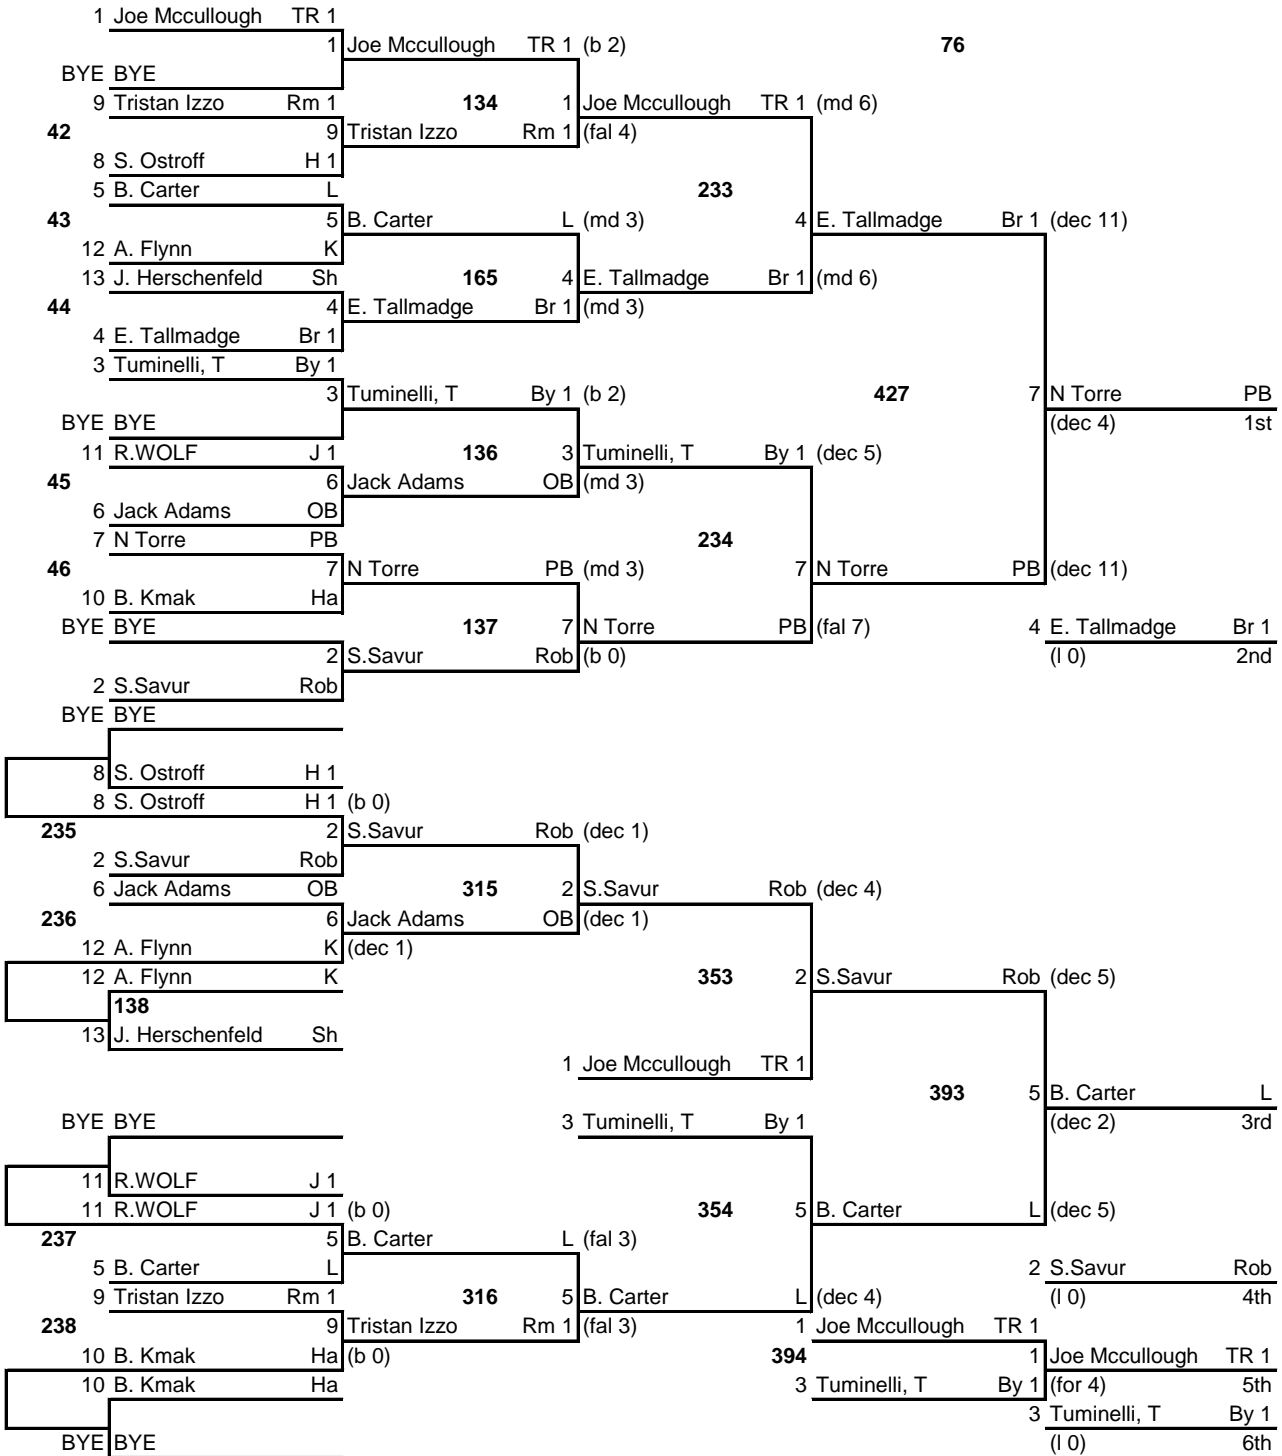 1 Joe Mccullough TR 1
1 Joe Mccullough TR 1 (b 2) 76
BYE BYE
9 Tristan Izzo Rm 1 134 1 Joe Mccullough TR 1 (md 6)
42 9 Tristan Izzo Rm 1 (fal 4)
8 S. Ostroff H 1
5 B. Carter L 233
43 5 B. Carter L (md 3) 4 E. Tallmadge Br 1 (dec 11)
12 A. Flynn K
13 J. Herschenfeld Sh 165 4 E. Tallmadge Br 1 (md 6)
44 4 E. Tallmadge Br 1 (md 3)
4 E. Tallmadge Br 1
3 Tuminelli, T By 1
3 Tuminelli, T By 1 (b 2) 427 7 N Torre PB
BYE BYE (dec 4) 1st
11 R.WOLF J 1 136 3 Tuminelli, T By 1 (dec 5)
45 6 Jack Adams OB (md 3)
6 Jack Adams OB
7 N Torre PB 234
46 7 N Torre PB (md 3) 7 N Torre PB (dec 11)
10 B. Kmak Ha
BYE BYE 137 7 N Torre PB (fal 7) 4 E. Tallmadge Br 1
2 S.Savur Rob (b 0) (l 0) 2nd
2 S.Savur Rob
BYE BYE
8 S. Ostroff H 1
8 S. Ostroff H 1 (b 0)
235 2 S.Savur Rob (dec 1)
2 S.Savur Rob
6 Jack Adams OB 315 2 S.Savur Rob (dec 4)
236 6 Jack Adams OB (dec 1)
12 A. Flynn K (dec 1)
12 A. Flynn K 353 2 S.Savur Rob (dec 5)
138
13 J. Herschenfeld Sh
1 Joe Mccullough TR 1
393 5 B. Carter L
BYE BYE 3 Tuminelli, T By 1 (dec 2) 3rd
11 R.WOLF J 1
11 R.WOLF J 1 (b 0) 354 5 B. Carter L (dec 5)
237 5 B. Carter L (fal 3)
5 B. Carter L 2 S.Savur Rob
9 Tristan Izzo Rm 1 316 5 B. Carter L (dec 4) (l 0) 4th
238 9 Tristan Izzo Rm 1 (fal 3) 1 Joe Mccullough TR 1
10 B. Kmak Ha (b 0) 394 1 Joe Mccullough TR 1
10 B. Kmak Ha 3 Tuminelli, T By 1 (for 4) 5th
3 Tuminelli, T By 1
BYE BYE (l 0) 6th